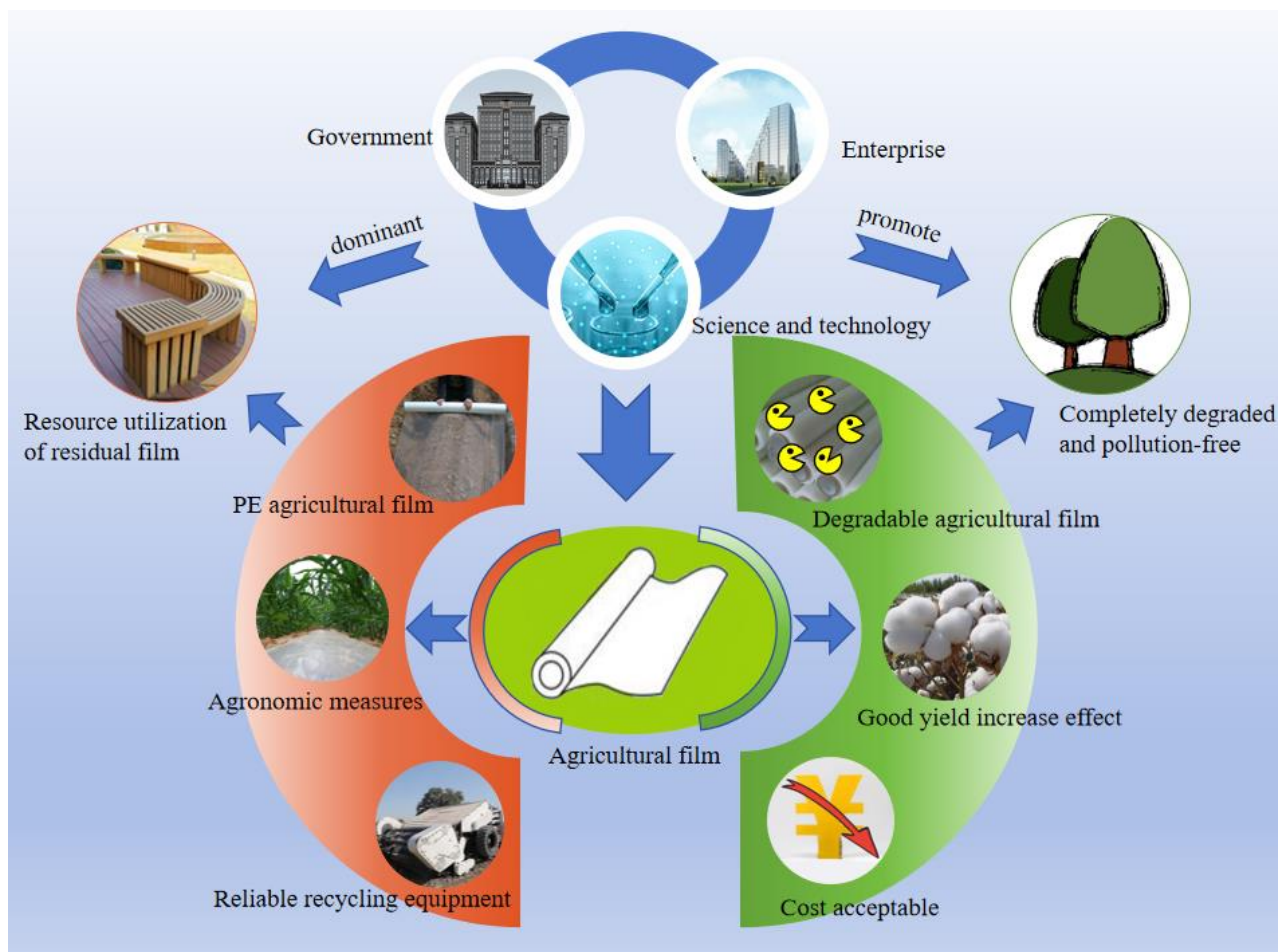 Government
Enterprise
dominant
promote
Science and technology
Resource utilization
of residual film
Completely degraded
and pollution-free
PE agricultural film
Degradable agricultural film
Agronomic measures
Good yield increase effect
Agricultural film
Reliable recycling equipment
Cost acceptable